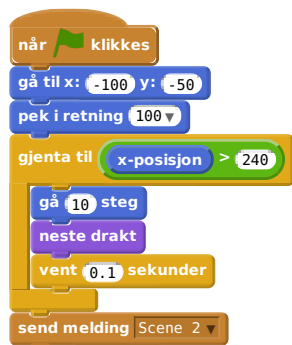 når klikkes
gå til x: -100 y: -50
pek i retning 100▼
gjenta til x-posisjon > 240
gå 10 steg
neste drakt
vent 0.1 sekunder
send melding Scene 2▼